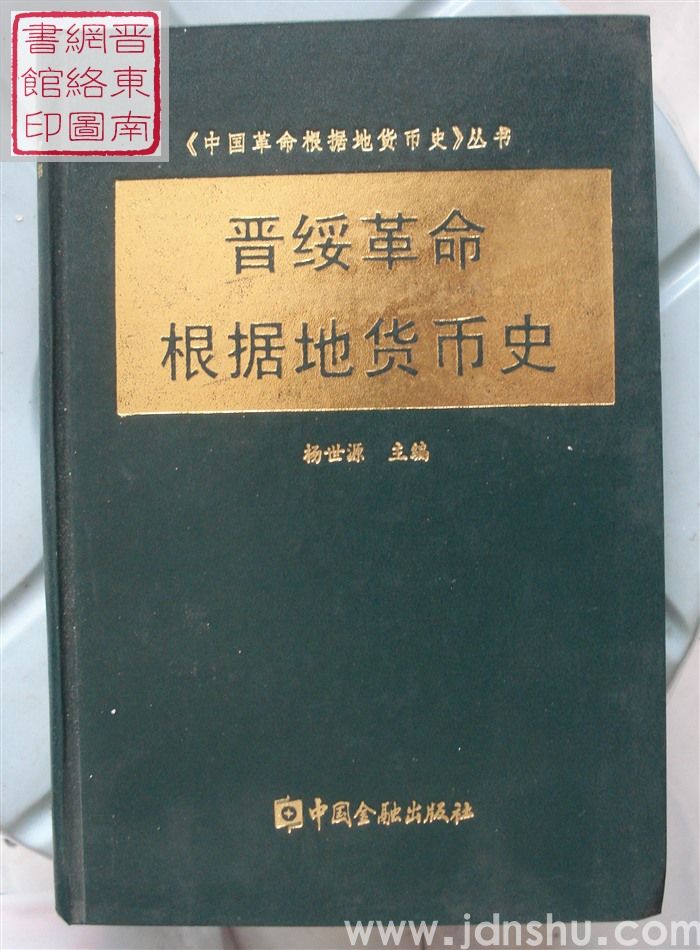 晋東南
網絡圖
書館印
《中国革命根据地货币史》丛书
晋绥革命
根据地货币史
杨世源 主编
中国金融出版社
www.jdnshu.com